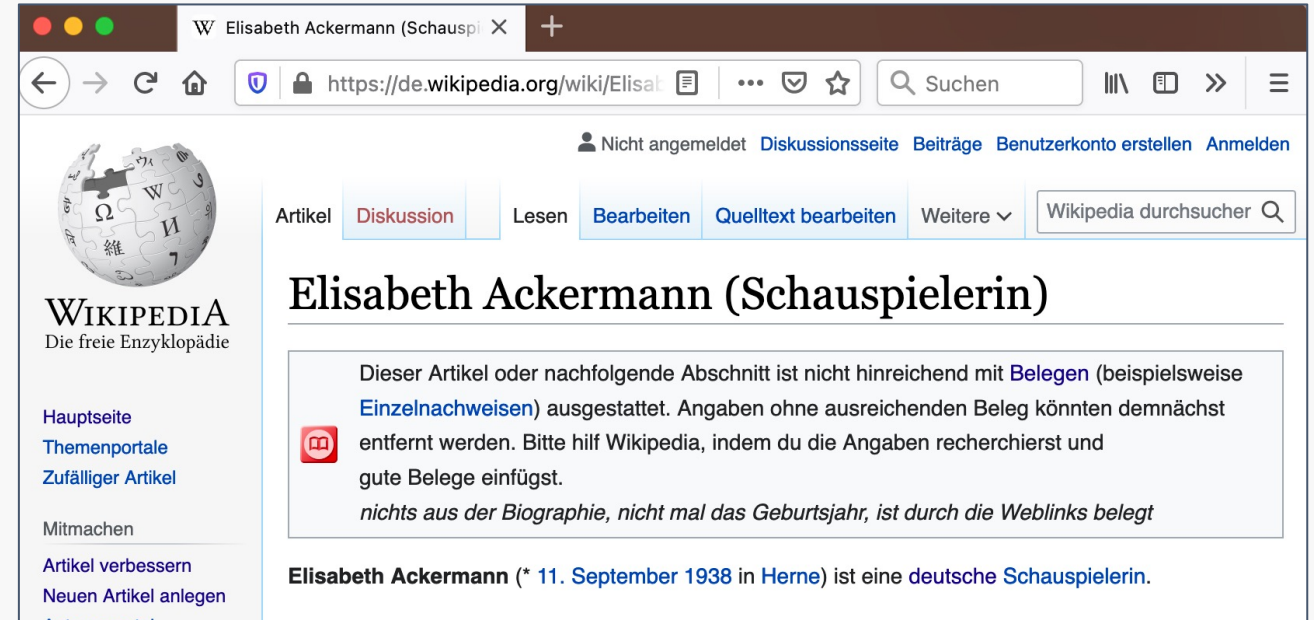 Elisabeth Ackermann (Schauspi
https://de.wikipedia.org/wiki/Elisab
Suchen
Nicht angemeldet Diskussionsseite Beiträge Benutzerkonto erstellen Anmelden
Artikel Diskussion Lesen Bearbeiten Quelltext bearbeiten Weitere Wikipedia durchsucher
WIKIPEDIA
Die freie Enzyklopädie
Hauptseite
Themenportale
Zufälliger Artikel
Mitmachen
Artikel verbessern
Neuen Artikel anlegen
Elisabeth Ackermann (Schauspielerin)
Dieser Artikel oder nachfolgende Abschnitt ist nicht hinreichend mit Belegen (beispielsweise
Einzelnachweisen) ausgestattet. Angaben ohne ausreichenden Beleg könnten demnächst
entfernt werden. Bitte hilf Wikipedia, indem du die Angaben recherchierst und
gute Belege einfügst.
nichts aus der Biographie, nicht mal das Geburtsjahr, ist durch die Weblinks belegt
Elisabeth Ackermann (* 11. September 1938 in Herne) ist eine deutsche Schauspielerin.